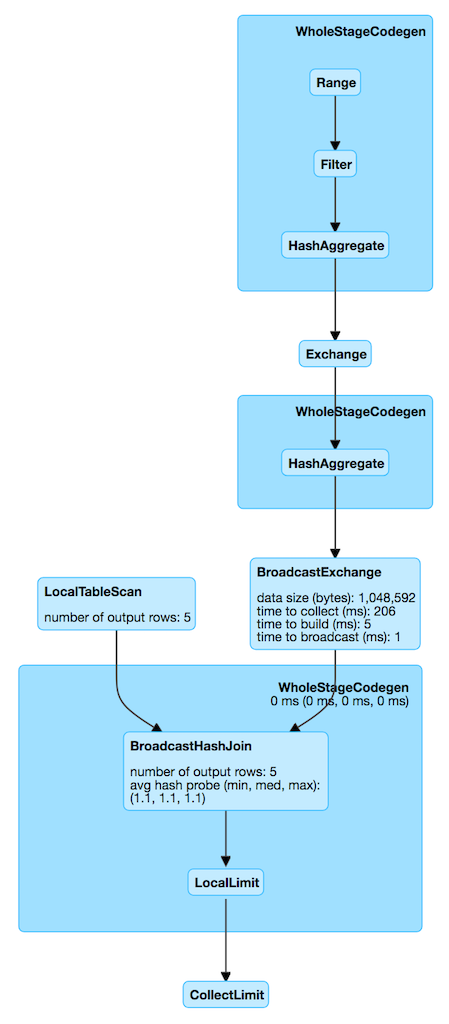 WholeStageCodegen
Range
Filter
HashAggregate
Exchange
WholeStageCodegen
HashAggregate
BroadcastExchange
data size (bytes): 1,048,592
time to collect (ms): 206
time to build (ms): 5
time to broadcast (ms): 1
LocalTableScan
number of output rows: 5
WholeStageCodegen
0 ms (0 ms, 0 ms, 0 ms)
BroadcastHashJoin
number of output rows: 5
avg hash probe (min, med, max):
(1.1, 1.1, 1.1)
LocalLimit
CollectLimit